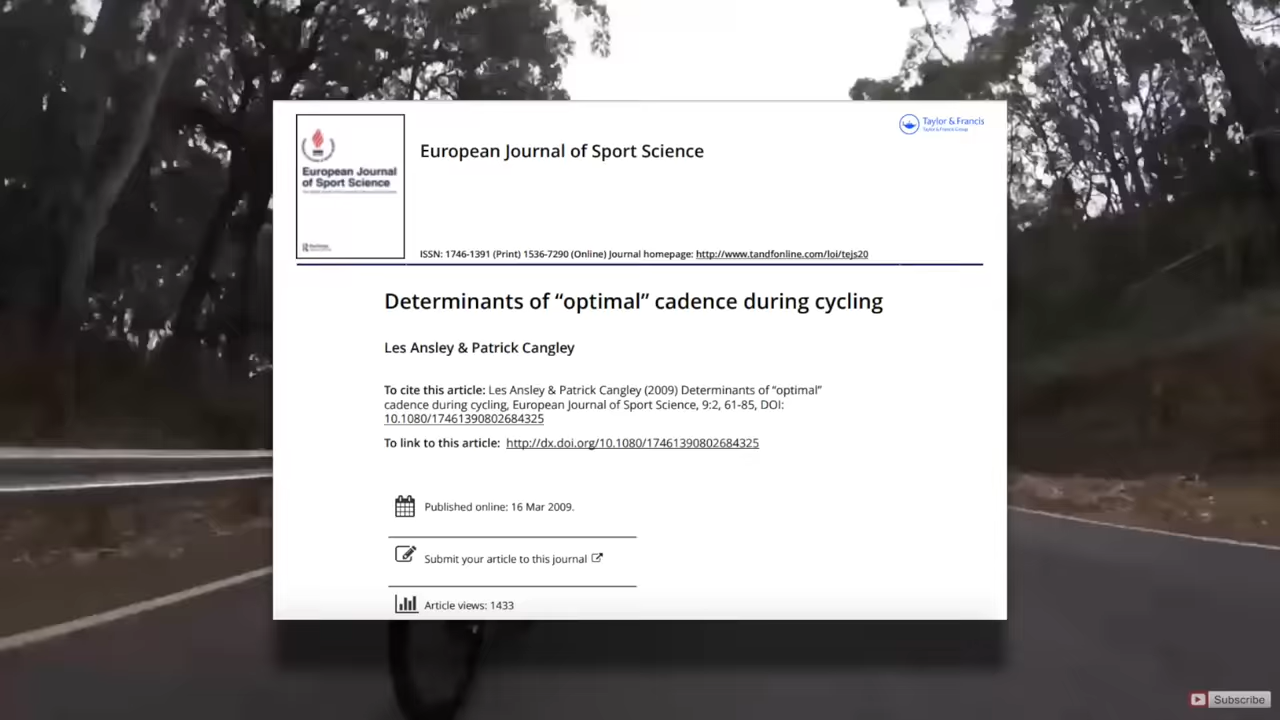 Taylor & Francis
Taylor & Francis Group
European Journal of Sport Science
European Journal
of Sport Science
ISSN: 1746-1391 (Print) 1536-7290 (Online) Journal homepage: http://www.tandfonline.com/loi/tejs20
Determinants of “optimal” cadence during cycling
Les Ansley & Patrick Cangley
To cite this article: Les Ansley & Patrick Cangley (2009) Determinants of “optimal”
cadence during cycling, European Journal of Sport Science, 9:2, 61-85, DOI:
10.1080/17461390802684325
To link to this article: http://dx.doi.org/10.1080/17461390802684325
Published online: 16 Mar 2009.
Submit your article to this journal
Article views: 1433
Subscribe